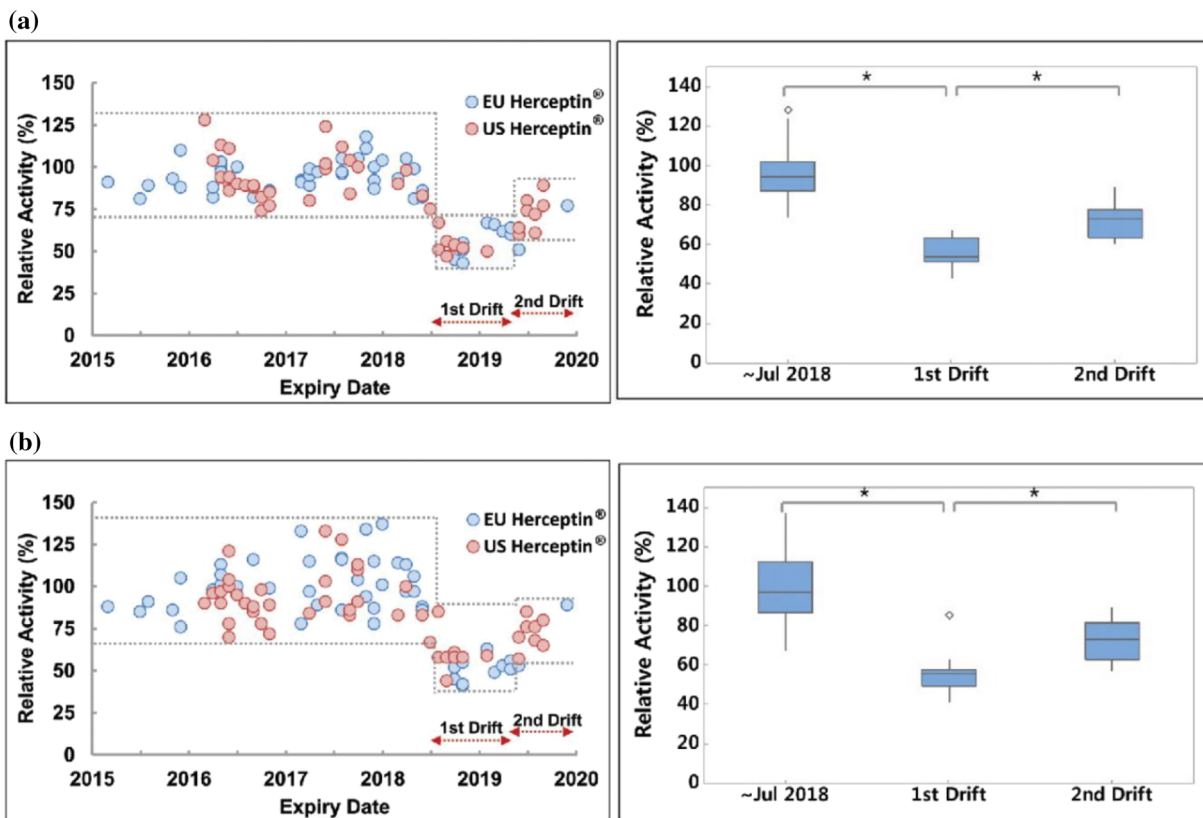 (a)
Relative Activity (%)
150
125
100
75
50
25
0
EU Herceptin®
US Herceptin®
1st Drift
2nd Drift
2015 2016 2017 2018 2019 2020
Expiry Date
Relative Activity (%)
140
120
100
80
60
40
20
0
* *
~Jul 2018 1st Drift 2nd Drift
(b)
Relative Activity (%)
150
125
100
75
50
25
0
EU Herceptin®
US Herceptin®
1st Drift
2nd Drift
2015 2016 2017 2018 2019 2020
Expiry Date
Relative Activity (%)
140
120
100
80
60
40
20
0
* *
~Jul 2018 1st Drift 2nd Drift